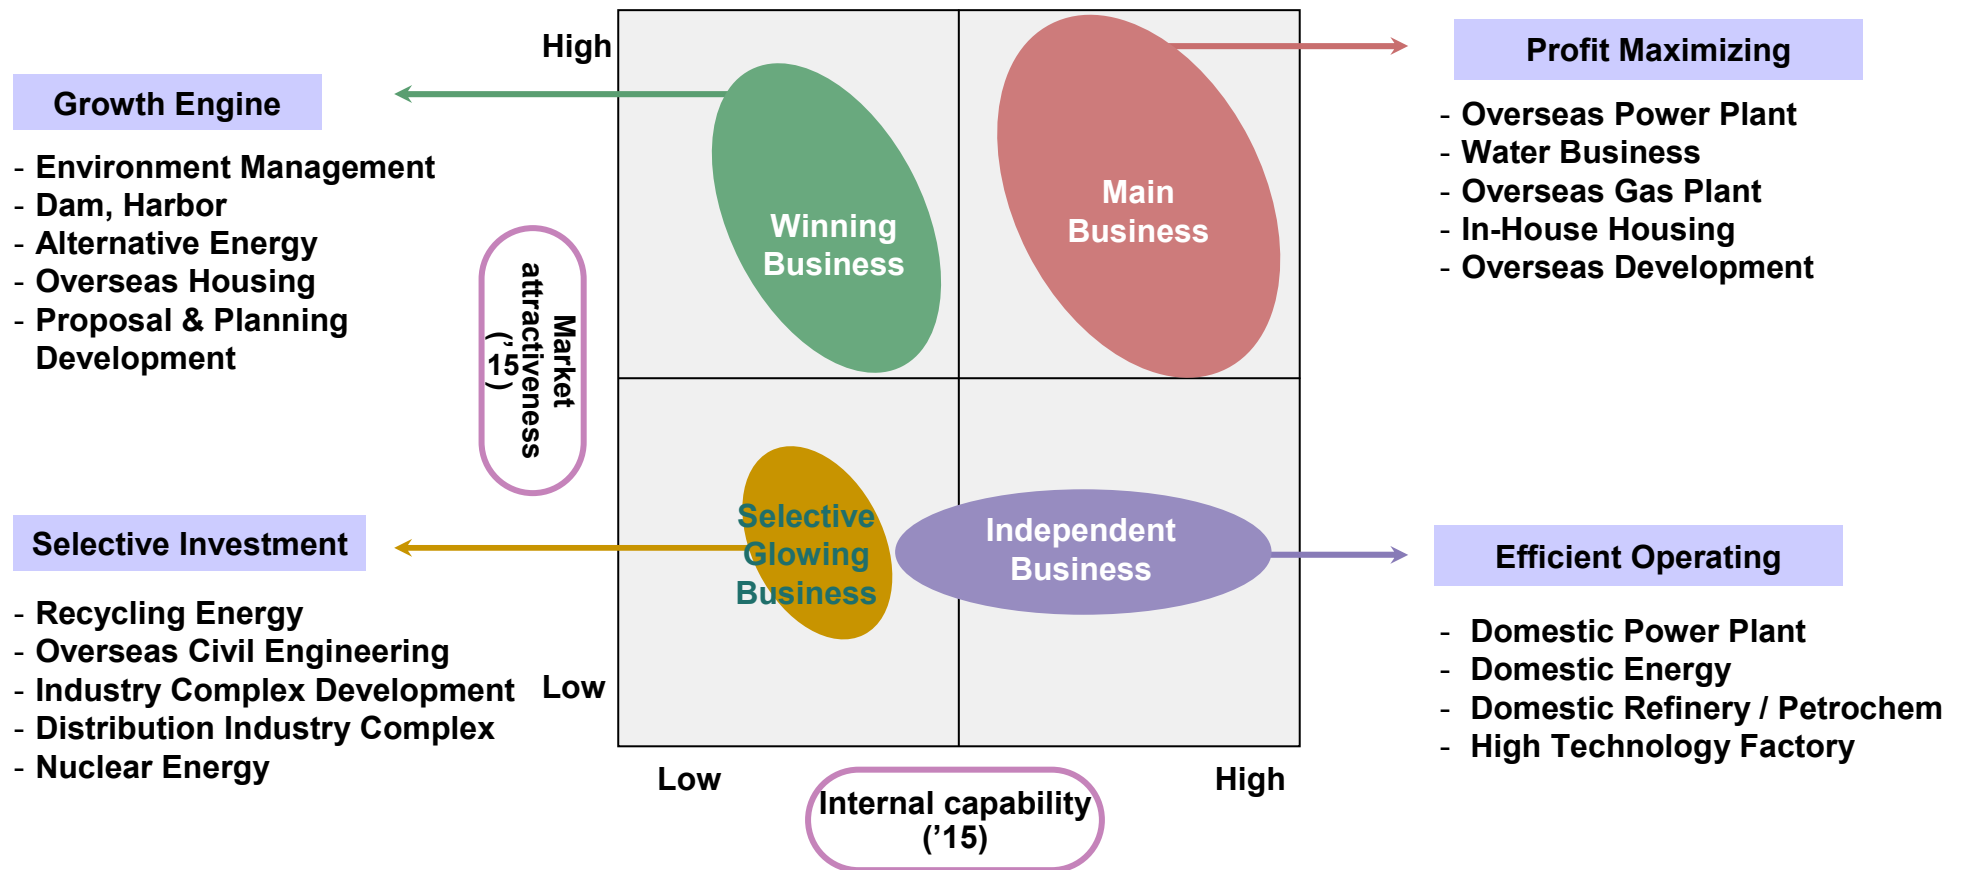 High
Growth Engine
- Environment Management
- Dam, Harbor
- Alternative Energy
- Overseas Housing
- Proposal & Planning
Development
Market
attractiveness
(’15)
Winning
Business
Main
Business
Profit Maximizing
- Overseas Power Plant
- Water Business
- Overseas Gas Plant
- In-House Housing
- Overseas Development
Selective Investment
- Recycling Energy
- Overseas Civil Engineering
- Industry Complex Development
- Distribution Industry Complex
- Nuclear Energy
Low
Selective
Glowing
Business
Independent
Business
Efficient Operating
- Domestic Power Plant
- Domestic Energy
- Domestic Refinery / Petrochem
- High Technology Factory
Low
High
Internal capability
(’15)